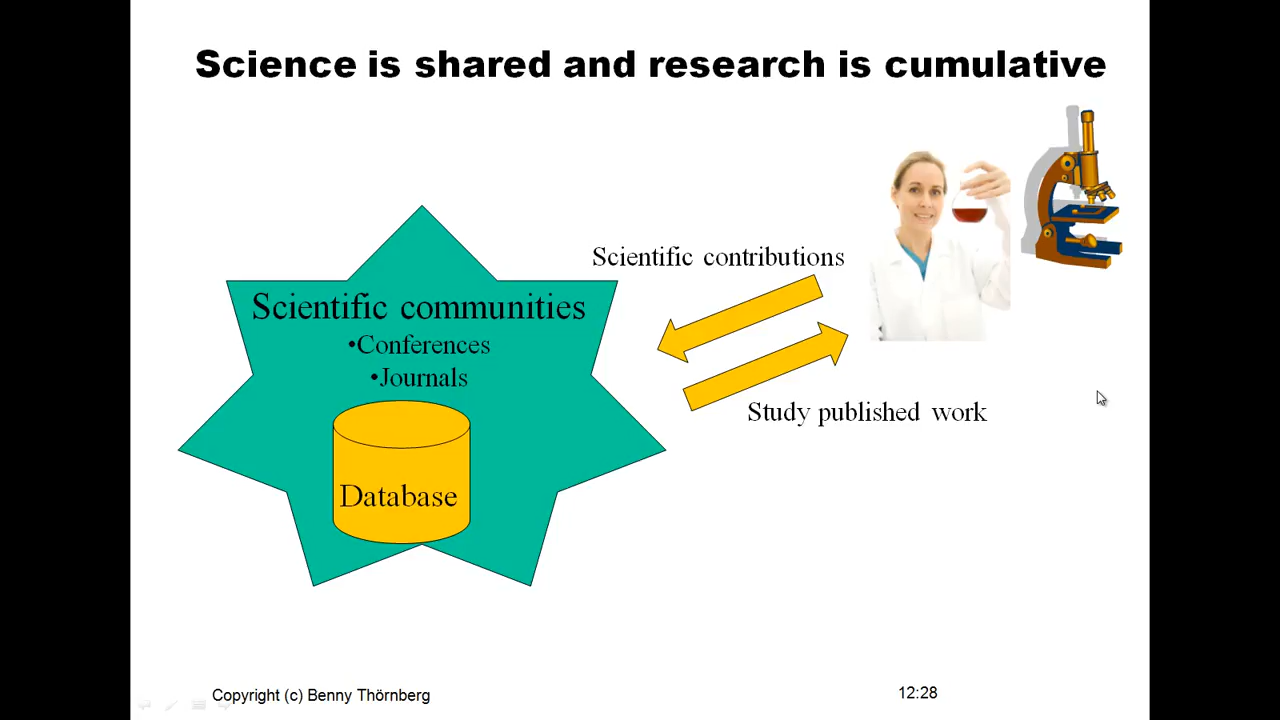 Science is shared and research is cumulative
Scientific contributions
Scientific communities
•Conferences
•Journals
Study published work
Database
Copyright (c) Benny Thörnberg
12:28